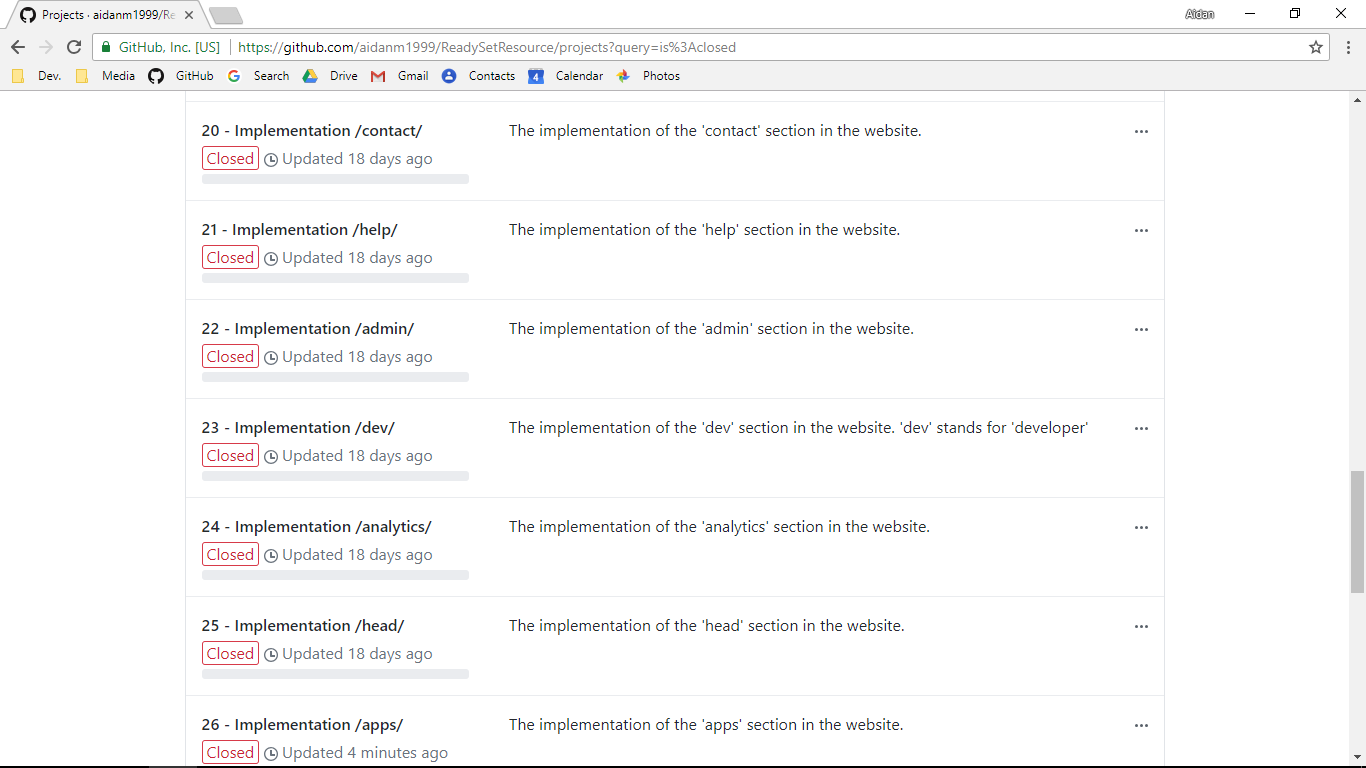 Projects · aidanm1999/Re
Aidan
GitHub, Inc. [US]
https://github.com/aidanm1999/ReadySetResource/projects?query=is%3Aclosed
Dev. Media GitHub Search Drive Gmail Contacts 4 Calendar Photos
20 - Implementation /contact/
The implementation of the 'contact' section in the website.
Closed Updated 18 days ago
21 - Implementation /help/
The implementation of the 'help' section in the website.
Closed Updated 18 days ago
22 - Implementation /admin/
The implementation of the 'admin' section in the website.
Closed Updated 18 days ago
23 - Implementation /dev/
The implementation of the 'dev' section in the website. 'dev' stands for 'developer'
Closed Updated 18 days ago
24 - Implementation /analytics/
The implementation of the 'analytics' section in the website.
Closed Updated 18 days ago
25 - Implementation /head/
The implementation of the 'head' section in the website.
Closed Updated 18 days ago
26 - Implementation /apps/
The implementation of the 'apps' section in the website.
Closed Updated 4 minutes ago